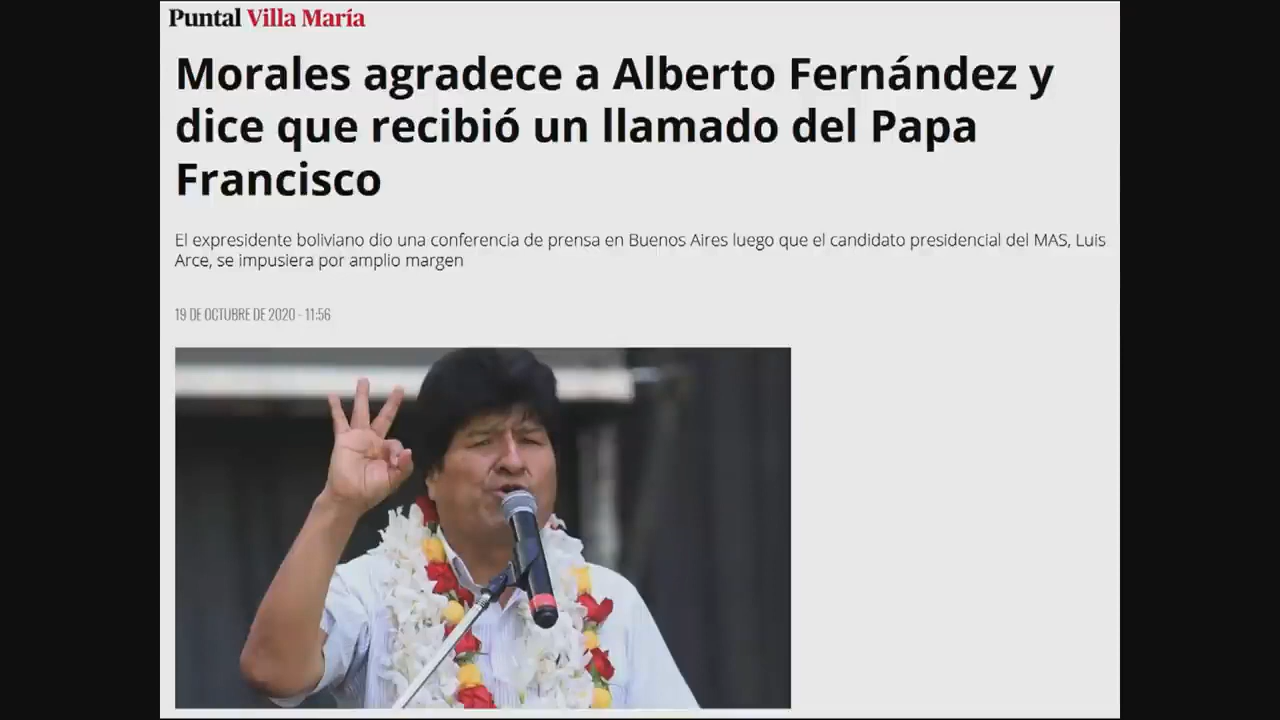 Puntal Villa María
Morales agradece a Alberto Fernández y
dice que recibió un llamado del Papa
Francisco
El expresidente boliviano dio una conferencia de prensa en Buenos Aires luego que el candidato presidencial del MAS, Luis
Arce, se impusiera por amplio margen
19 DE OCTUBRE DE 2020 - 11:56